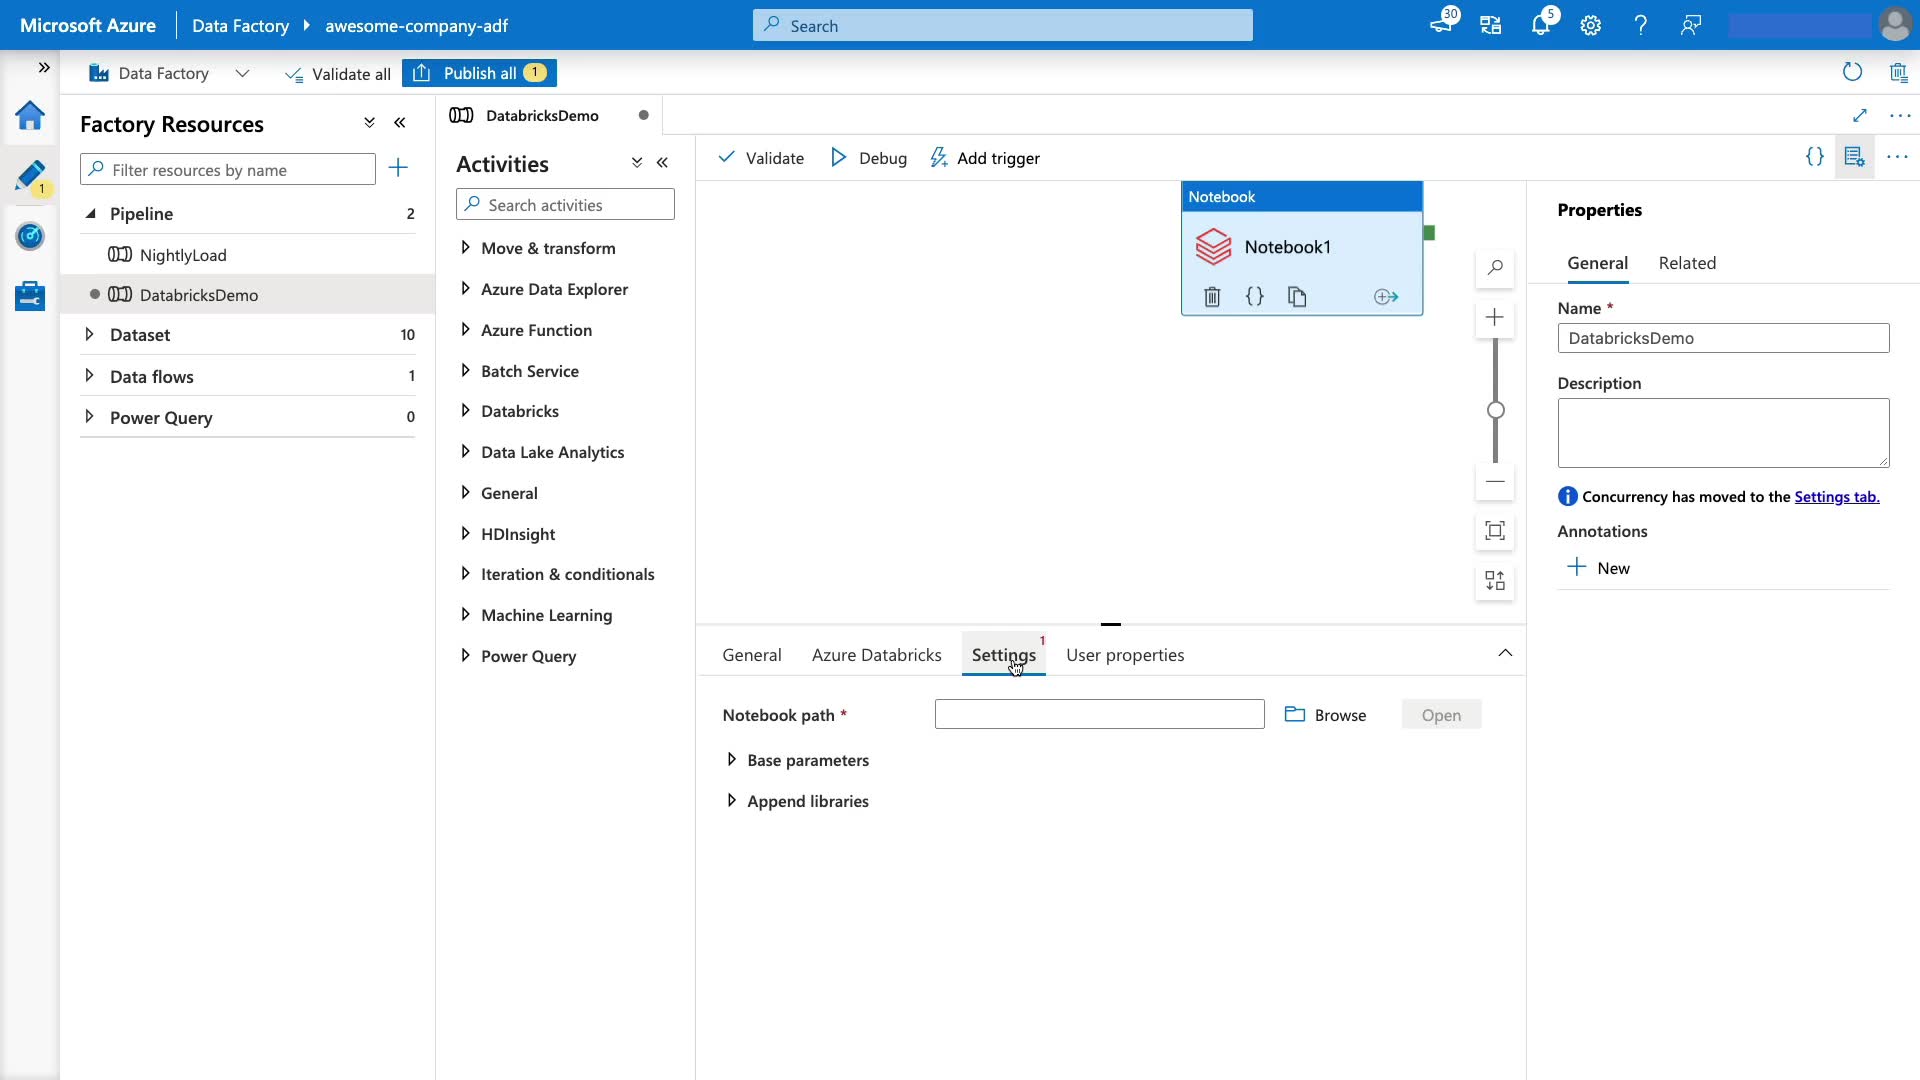 Microsoft Azure
Data Factory
awesome-company-adf
Search
30
5
Data Factory
Validate all
Publish all 1
Factory Resources
Filter resources by name
1
Pipeline 2
NightlyLoad
DatabricksDemo
Dataset 10
Data flows 1
Power Query 0
DatabricksDemo
Activities
Search activities
Move & transform
Azure Data Explorer
Azure Function
Batch Service
Databricks
Data Lake Analytics
General
HDInsight
Iteration & conditionals
Machine Learning
Power Query
Validate
Debug
Add trigger
Notebook
Notebook1
General
Azure Databricks
Settings 1
User properties
Notebook path *
Browse
Open
Base parameters
Append libraries
Properties
General
Related
Name *
DatabricksDemo
Description
Concurrency has moved to the Settings tab.
Annotations
New